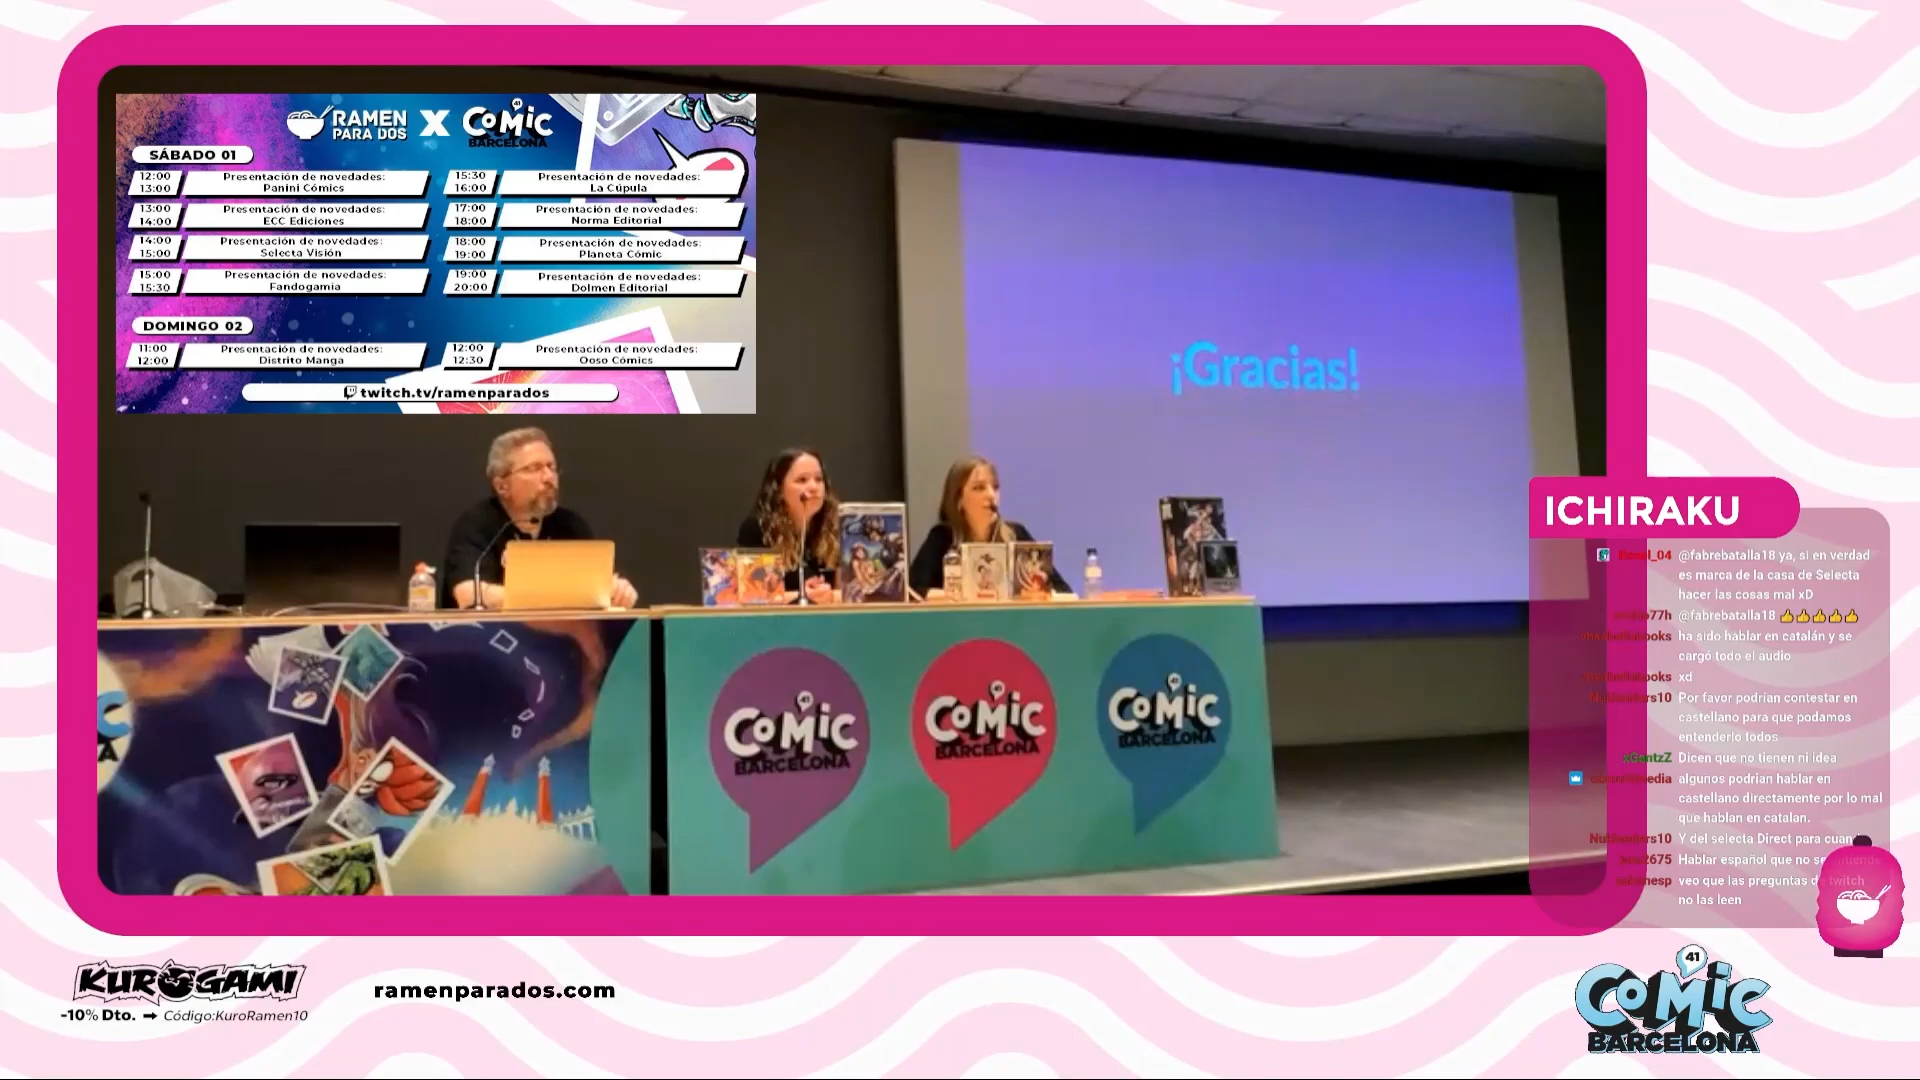 RAMEN
PARA DOS
X
41
COMIC
BARCELONA
SÁBADO 01
12:00
13:00
Presentación de novedades:
Panini Cómics
13:00
14:00
Presentación de novedades:
ECC Ediciones
14:00
15:00
Presentación de novedades:
Selecta Visión
15:00
15:30
Presentación de novedades:
Fandogamia
15:30
16:00
Presentación de novedades:
La Cúpula
17:00
18:00
Presentación de novedades:
Norma Editorial
18:00
19:00
Presentación de novedades:
Planeta Cómic
19:00
20:00
Presentación de novedades:
Dolmen Editorial
DOMINGO 02
11:00
12:00
Presentación de novedades:
Distrito Manga
12:00
12:30
Presentación de novedades:
Ooso Cómics
twitch.tv/ramenparados
¡Gracias!
41
COMIC
BARCELONA
41
COMIC
BARCELONA
41
COMIC
BARCELONA
ICHIRAKU
@fabrebatalla18 ya, si en verdad
es marca de la casa de Selecta
hacer las cosas mal xD
@fabrebatalla18 👍👍👍👍👍
ha sido hablar en catalán y se
cargó todo el audio
xd
Por favor podrían contestar en
castellano para que podamos
entenderlo todos
Dicen que no tienen ni idea
algunos podrian hablar en
castellano directamente por lo mal
que hablan en catalan.
Y del selecta Direct para
Hablar español que no se
veo que las preguntas de twitch
no las leen
KUROGAMI
-10% Dto. ➞ Código:KuroRamen10
ramenparados.com
41
COMIC
BARCELONA